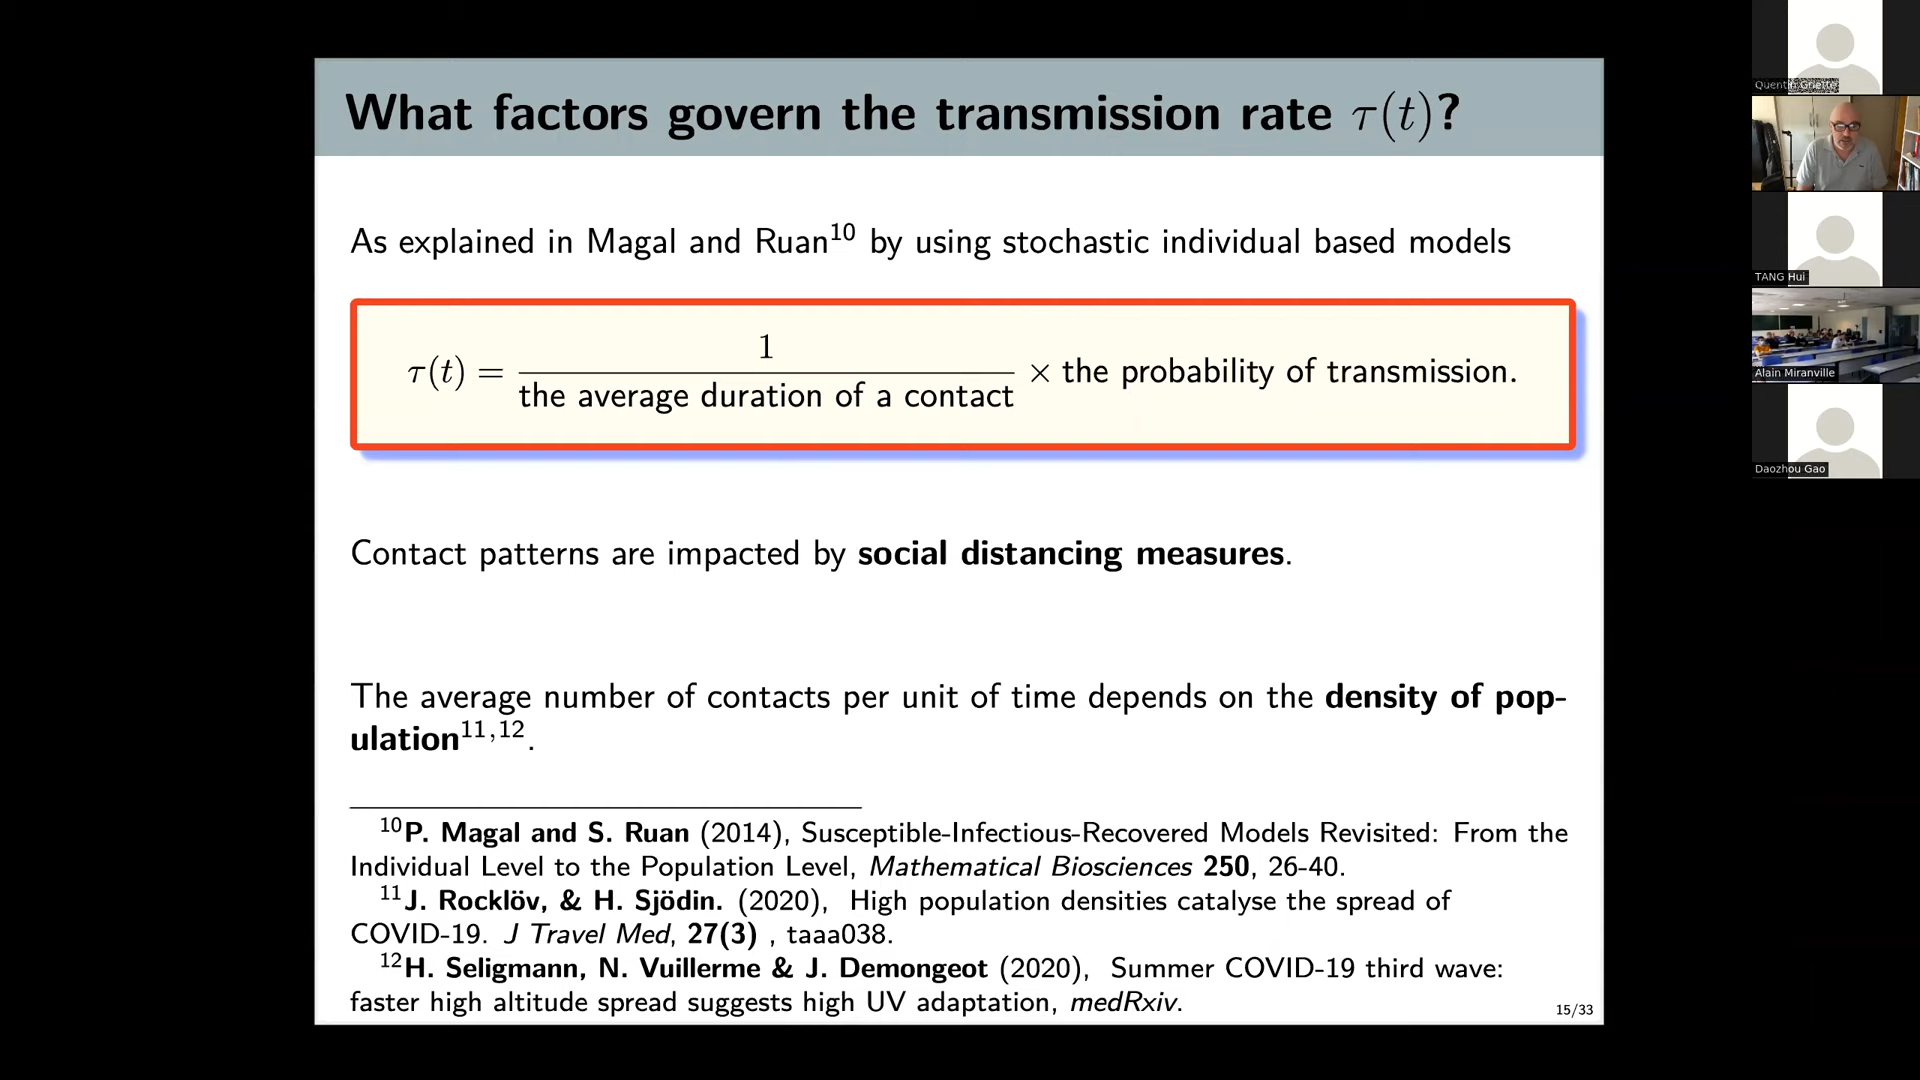 What factors govern the transmission rate τ(t)?
As explained in Magal and Ruan¹⁰ by using stochastic individual based models
τ(t) = 1 / the average duration of a contact × the probability of transmission.
Contact patterns are impacted by social distancing measures.
The average number of contacts per unit of time depends on the density of pop-
ulation¹¹,¹².
¹⁰P. Magal and S. Ruan (2014), Susceptible-Infectious-Recovered Models Revisited: From the
Individual Level to the Population Level, Mathematical Biosciences 250, 26-40.
¹¹J. Rocklöv, & H. Sjödin. (2020), High population densities catalyse the spread of
COVID-19. J Travel Med, 27(3) , taaa038.
¹²H. Seligmann, N. Vuillerme & J. Demongeot (2020), Summer COVID-19 third wave:
faster high altitude spread suggests high UV adaptation, medRxiv.
15/33
Quentin Griette
TANG Hui
Alain Miranville
Daozhou Gao